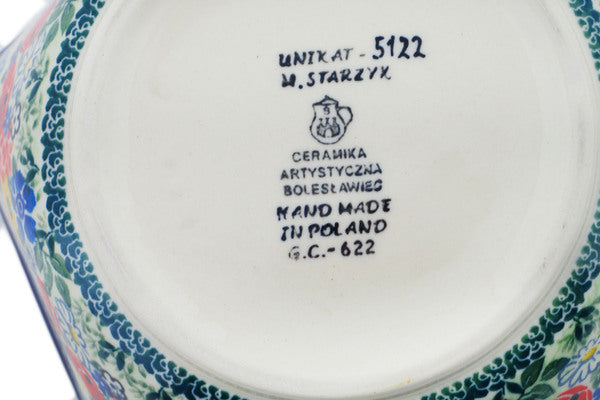 UNIKAT - 5122
M. STARZYK
CERAMIKA
ARTYSTYCZNA
BOLESŁAWIEC
HAND MADE
IN POLAND
G.C.-622